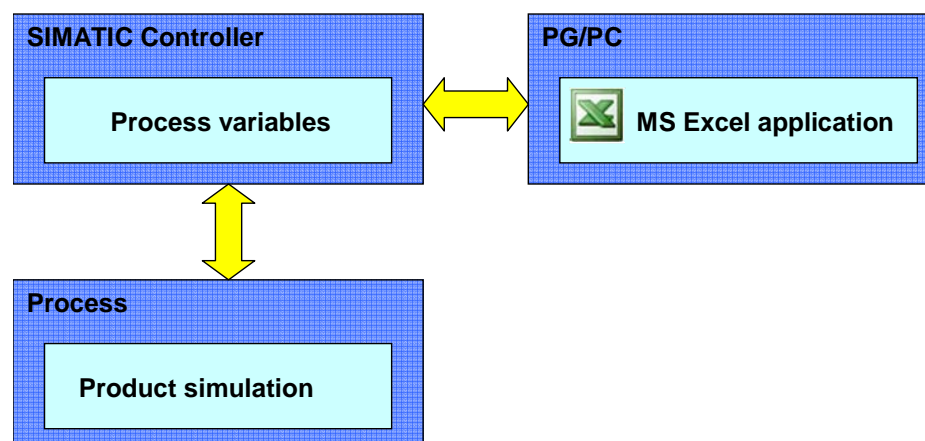 SIMATIC Controller
Process variables
PG/PC
MS Excel application
Process
Product simulation